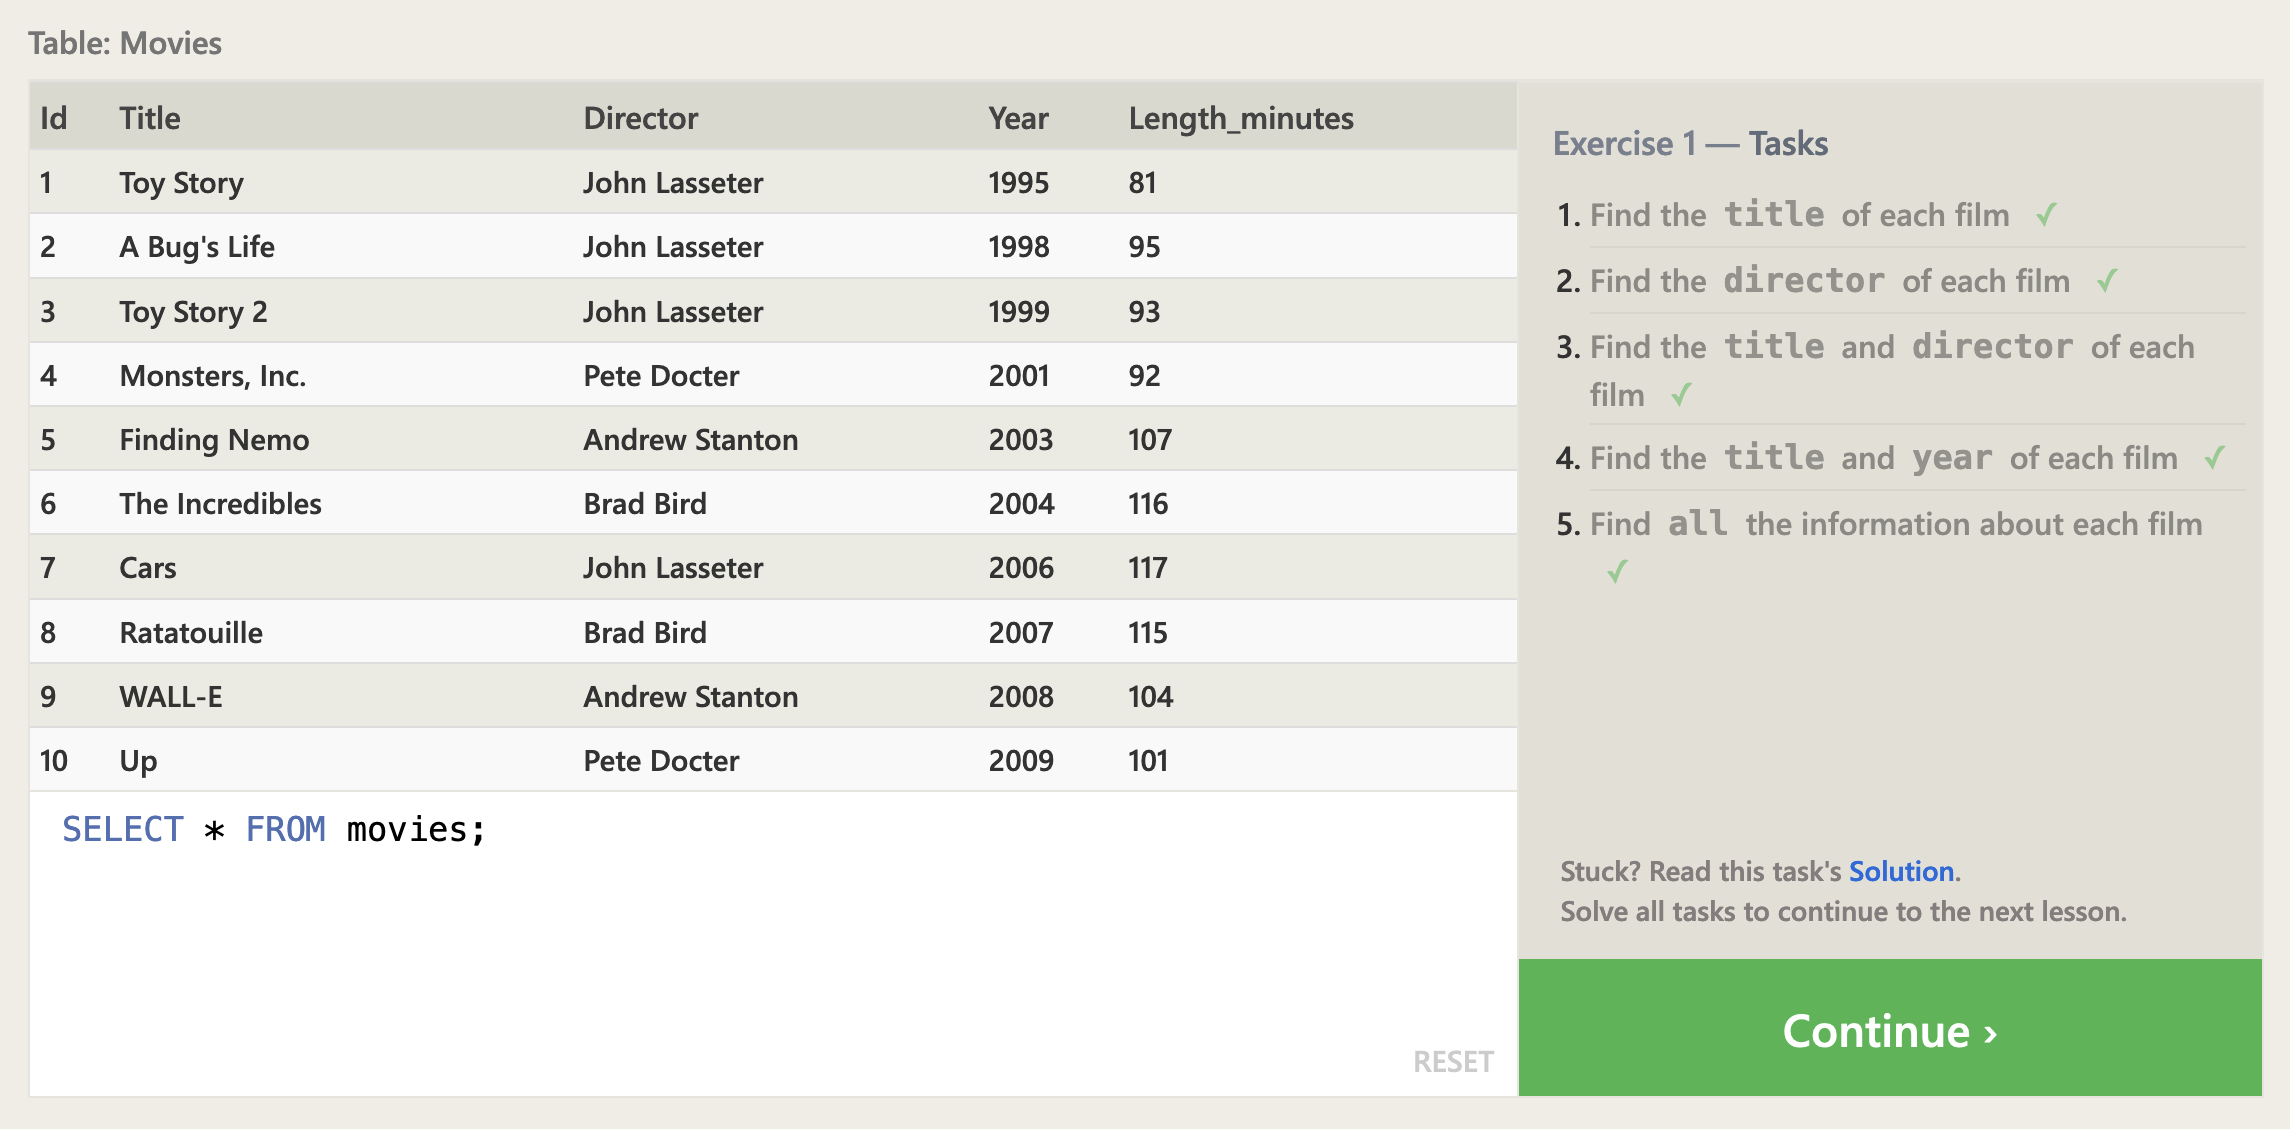 Table: Movies
Id Title Director Year Length_minutes
1 Toy Story John Lasseter 1995 81
2 A Bug's Life John Lasseter 1998 95
3 Toy Story 2 John Lasseter 1999 93
4 Monsters, Inc. Pete Docter 2001 92
5 Finding Nemo Andrew Stanton 2003 107
6 The Incredibles Brad Bird 2004 116
7 Cars John Lasseter 2006 117
8 Ratatouille Brad Bird 2007 115
9 WALL-E Andrew Stanton 2008 104
10 Up Pete Docter 2009 101
SELECT * FROM movies;
RESET
Exercise 1 — Tasks
1. Find the title of each film ✓
2. Find the director of each film ✓
3. Find the title and director of each
film ✓
4. Find the title and year of each film ✓
5. Find all the information about each film
✓
Stuck? Read this task's Solution.
Solve all tasks to continue to the next lesson.
Continue ›